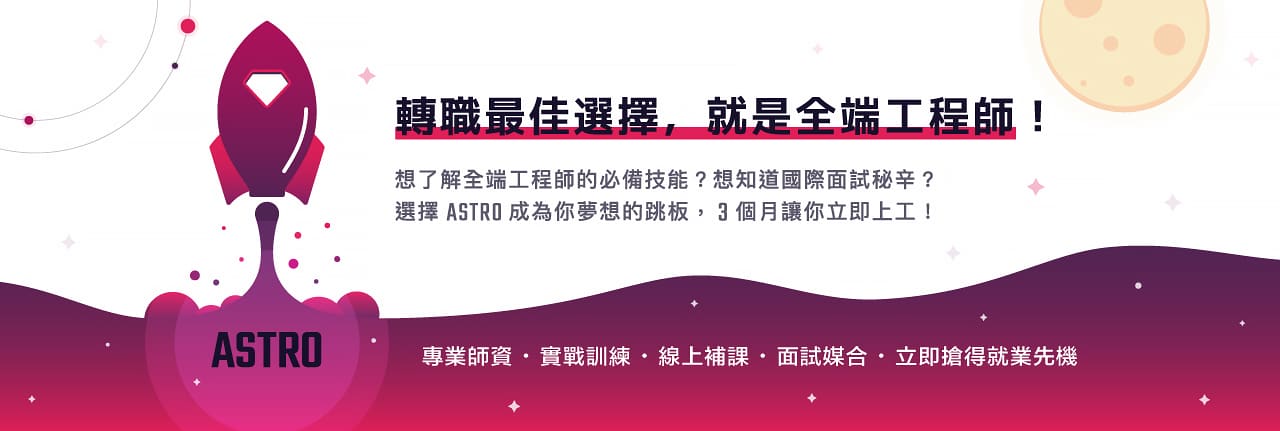 轉職最佳選擇，就是全端工程師！
想了解全端工程師的必備技能？想知道國際面試秘辛？
選擇 ASTRO 成為你夢想的跳板，3 個月讓你立即上工！
ASTRO
專業師資・實戰訓練・線上補課・面試媒合・立即搶得就業先機